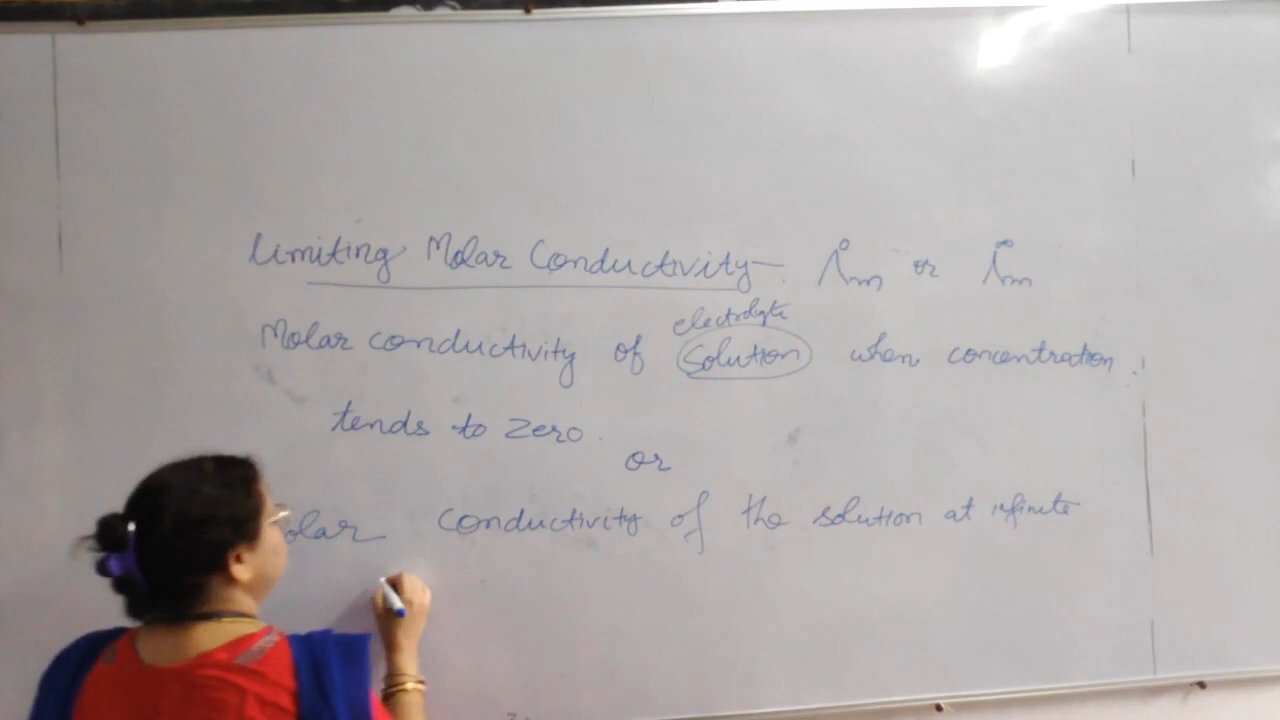 Limiting Molar Conductivity - Λ°m or Λ∞m
electrolyte
Molar conductivity of solution when concentration
tends to zero.
or
olar conductivity of the solution at infinite